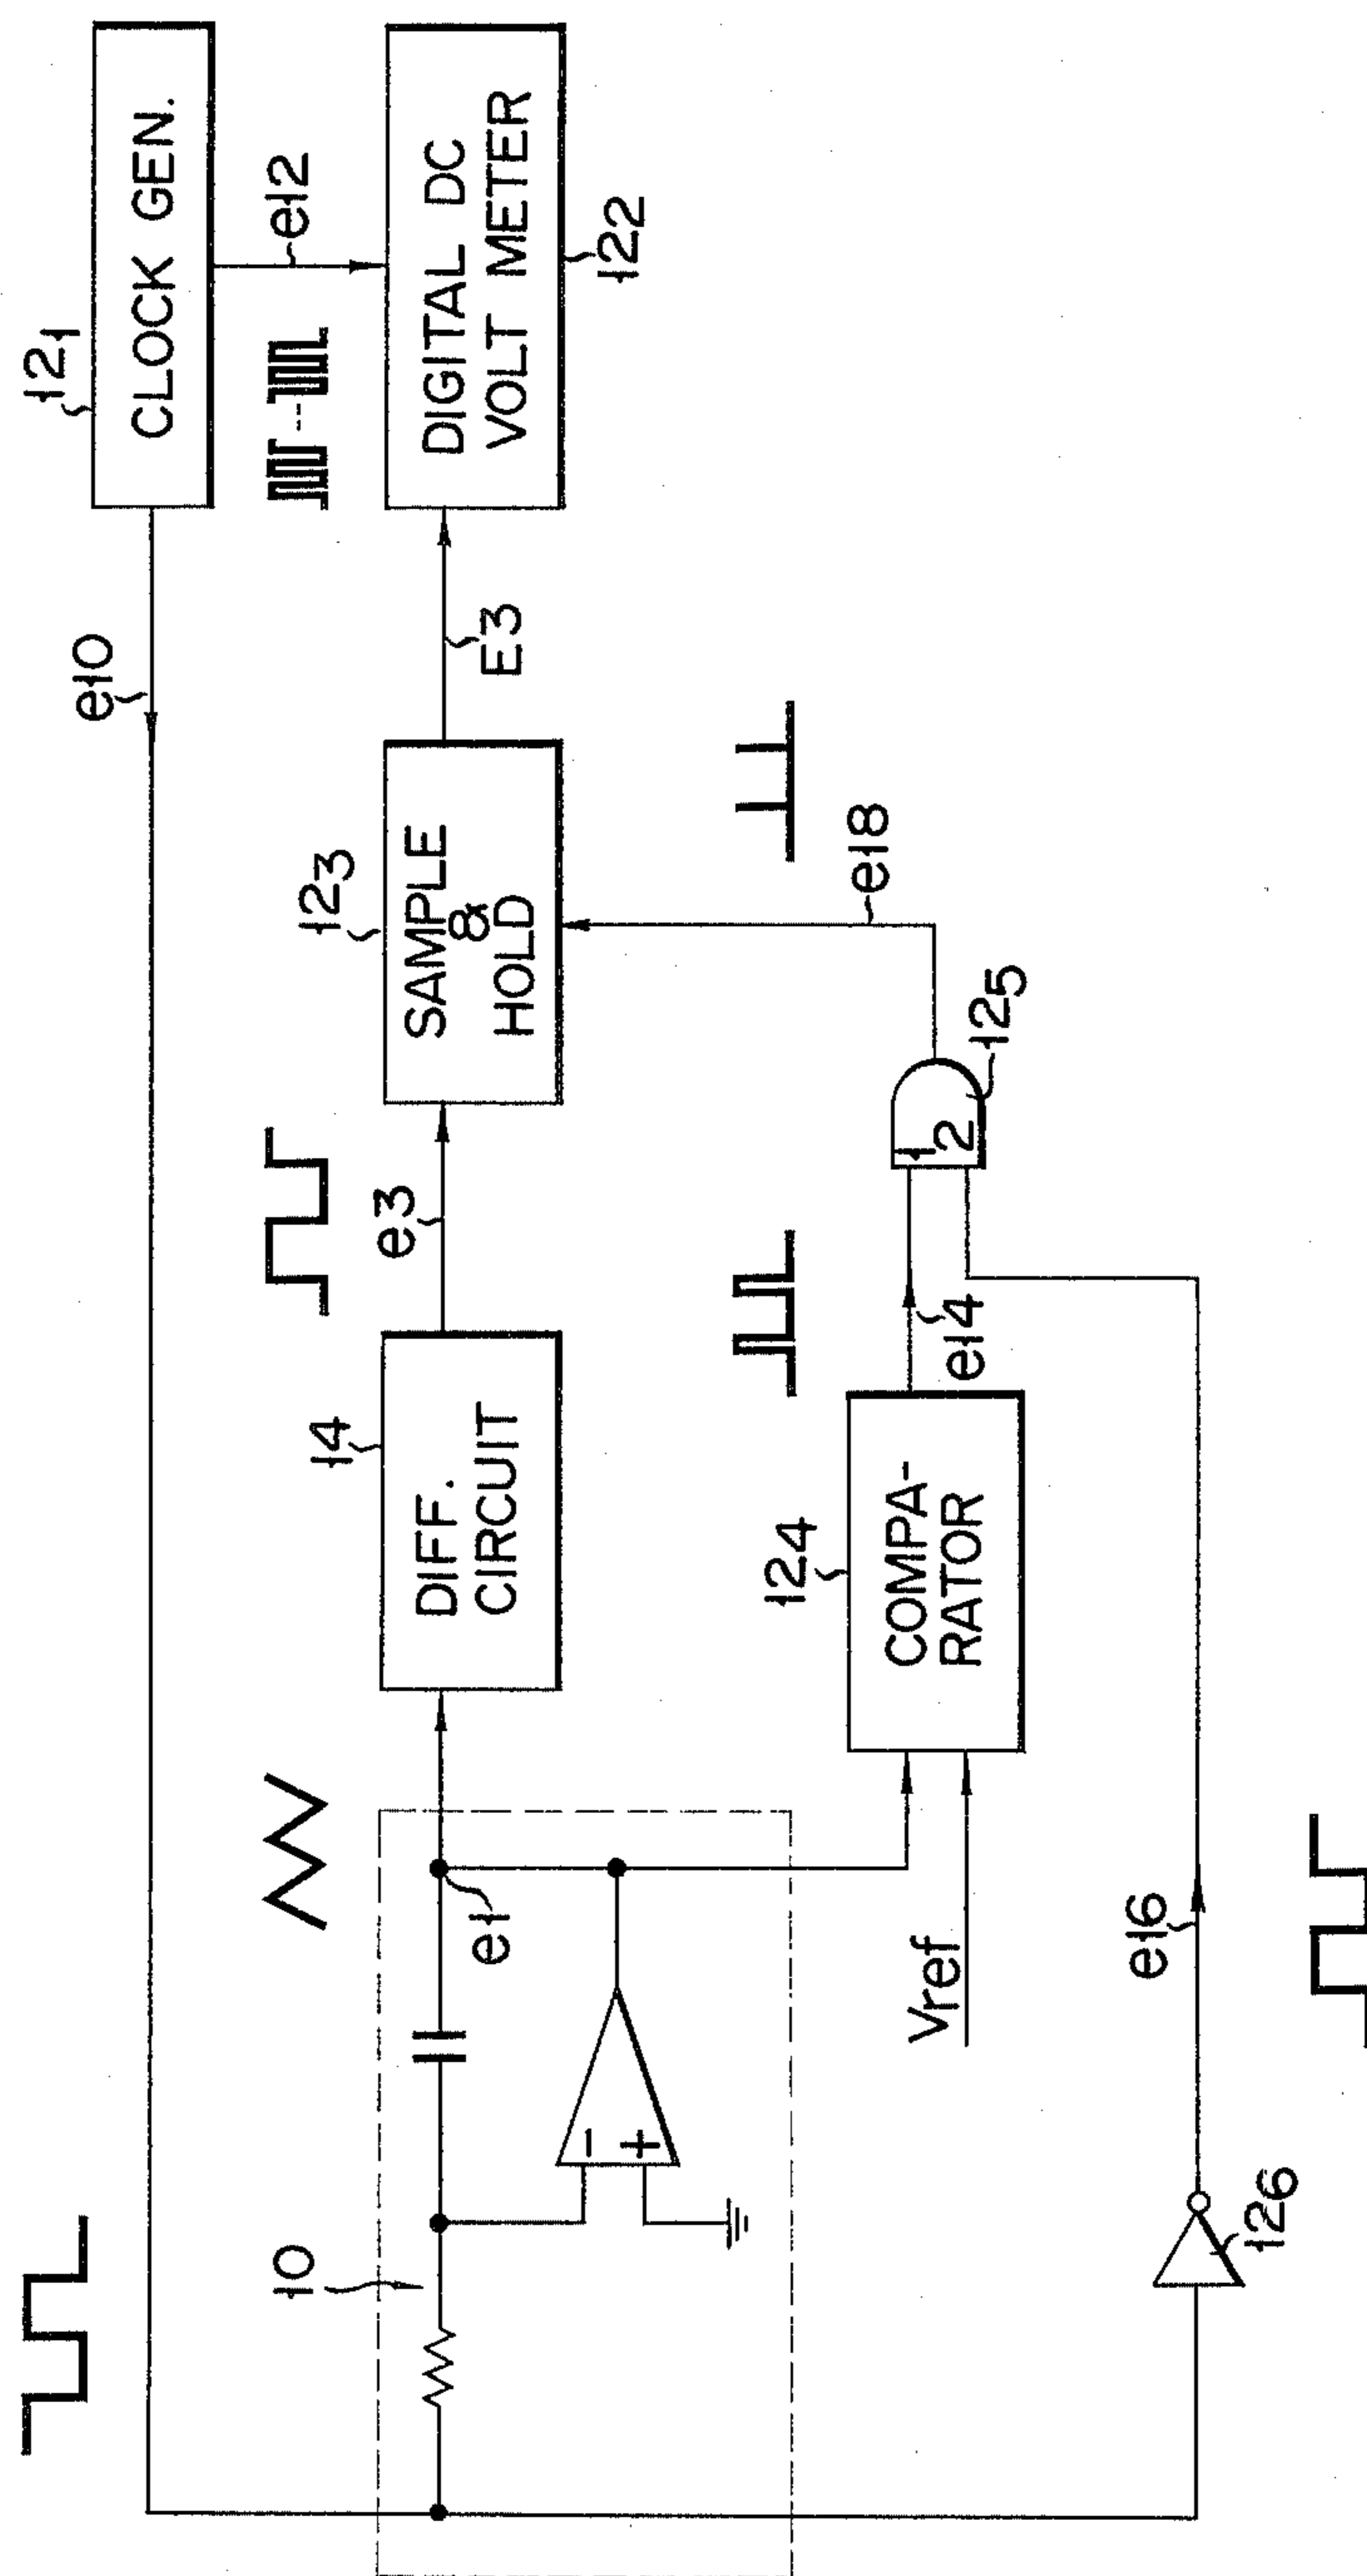 12₁
CLOCK GEN.
e10
e12
DIGITAL DC
VOLT METER
12₂
E3
12₃
SAMPLE
&
HOLD
e18
e3
14
DIFF.
CIRCUIT
12₅
1
2
e14
12₄
COMPA-
RATOR
e1
10
-
+
Vref
e16
12₆